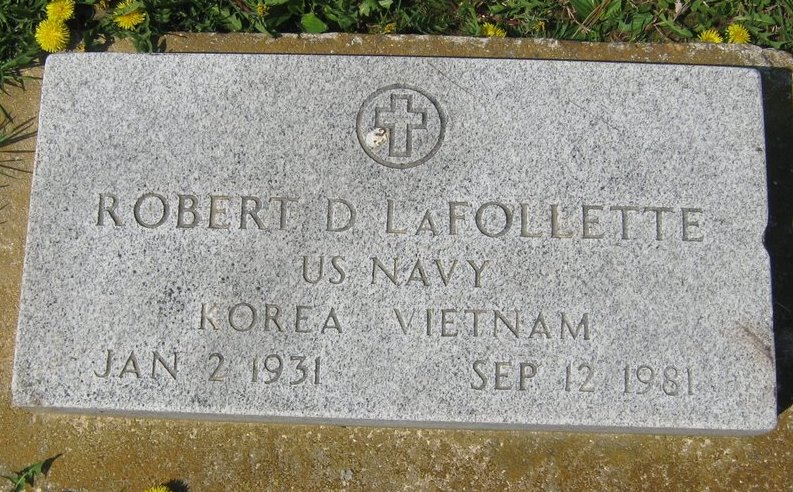 ROBERT D LaFOLLETTE
US NAVY
KOREA VIETNAM
JAN 2 1931 SEP 12 1981